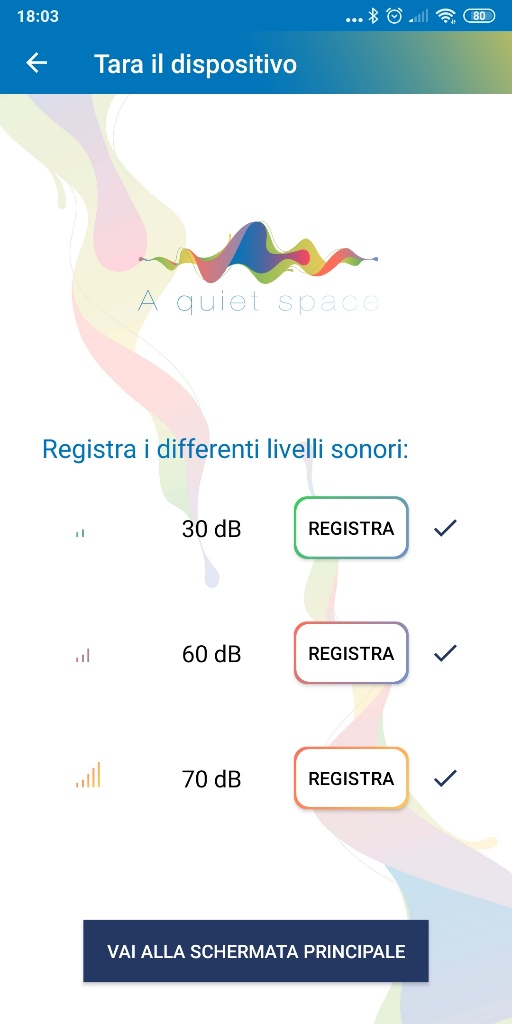 18:03
80
Tara il dispositivo
A quiet space
Registra i differenti livelli sonori:
30 dB REGISTRA
60 dB REGISTRA
70 dB REGISTRA
VAI ALLA SCHERMATA PRINCIPALE